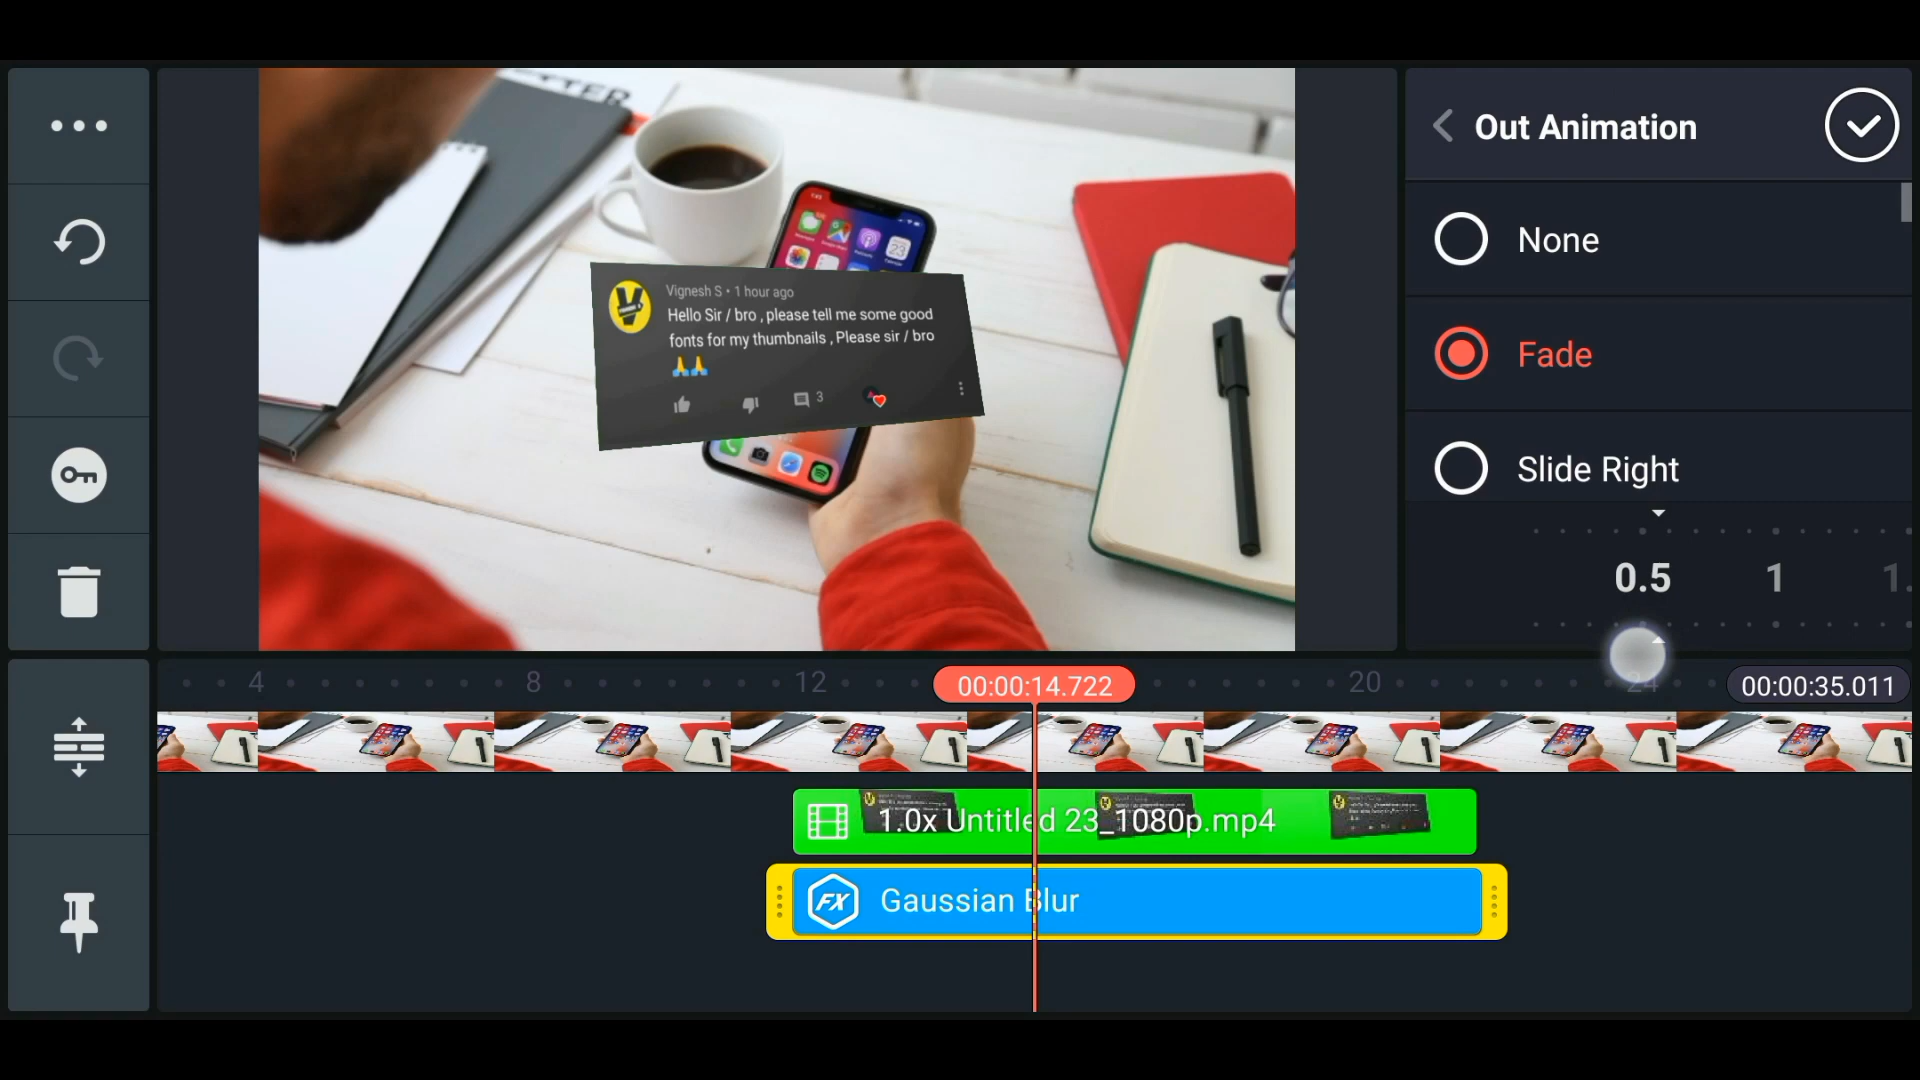 Out Animation
None
Fade
Slide Right
0.5
1
Vignesh S • 1 hour ago
Hello Sir / bro , please tell me some good
fonts for my thumbnails , Please sir / bro
🙏🙏
3
4
8
12
00:00:14.722
20
24
00:00:35.011
1.0x Untitled 23_1080p.mp4
FX
Gaussian Blur